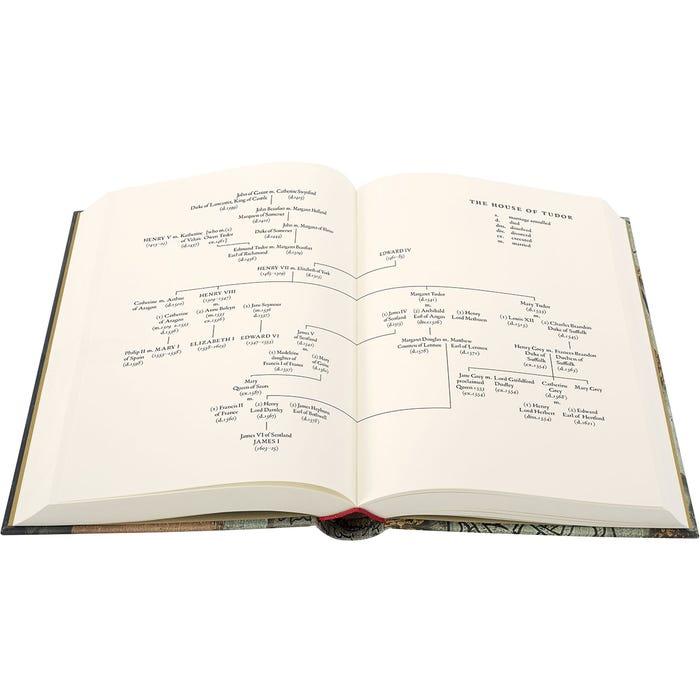 John of Gaunt m. Catherine Swynford
Duke of Lancaster, King of Castile (d.1403)
(d.1399)
John Beaufort m. Margaret Holland
Marquess of Somerset
(d.1410)
John Beaufort m. Margaret of Bletso
Duke of Somerset
(d.1444)
HENRY V m. Katherine [who m.(2)
(1413–22) of Valois Owen Tudor
(d.1437) ex.1461]
Edmund Tudor m. Margaret Beaufort
Earl of Richmond (d.1509)
(d.1456)
HENRY VII m. Elizabeth of York
(1485–1509) (d.1503)
Catherine m. Arthur
of Aragon (d.1502)
HENRY VIII
(1509–1547)
m.
(1) Catherine (2) Anne Boleyn (3) Jane Seymour
of Aragon (m.1533 (m.1536
(m.1509 ex.1536) d.1537)
d.1536)
Philip II m. MARY I ELIZABETH I EDWARD VI
of Spain (1553–1558) (1558–1603) (1547–1553)
(d.1598)
James V
of Scotland
(d.1542)
m.
(1) Madeleine (2) Mary
daughter of of Guise
Francis I of France (d.1560)
(d.1537)
Mary
Queen of Scots
(ex.1587)
m.
(1) Francis II (2) Henry (3) James Hepburn
of France Lord Darnley Earl of Bothwell
(d.1560) (d.1567) (d.1578)
James VI of Scotland
JAMES I
(1603–25)
THE HOUSE OF TUDOR
a. marriage annulled
d. died
diss. dissolved
div. divorced
ex. executed
m. married
EDWARD IV
(1461–83)
Margaret Tudor
(d.1541)
m.
(1) James IV (2) Archibald (3) Henry
of Scotland Earl of Angus Lord Methuen
(d.1513) (div.1526)
Mary Tudor
(d.1533)
m.
(1) Louis XII (2) Charles Brandon
(d.1515) Duke of Suffolk
(d.1545)
Margaret Douglas m. Matthew
Countess of Lennox Earl of Lennox
(d.1578) (d.1571)
Henry Grey m. Frances Brandon
Duke of Duchess of
Suffolk Suffolk
(ex.1554)
Jane Grey m. Lord Guildford
proclaimed Dudley
Queen 1553 (ex.1554)
(ex.1554)
Catherine Mary Grey
Grey
(d.1568)
m.
(1) Henry (2) Edward
Lord Herbert Earl of Hertford
(diss.1554) (d.1621)